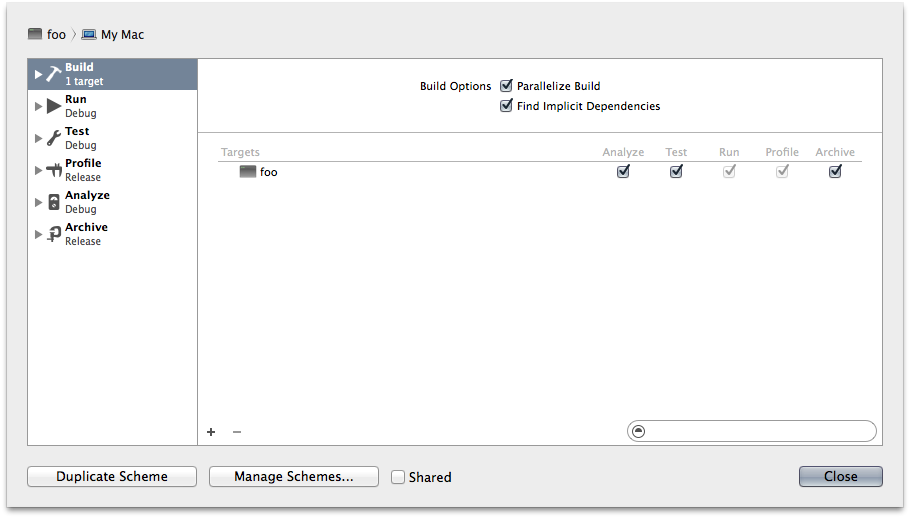 foo My Mac
Build
1 target
Run
Debug
Test
Debug
Profile
Release
Analyze
Debug
Archive
Release
Build Options Parallelize Build
Find Implicit Dependencies
Targets Analyze Test Run Profile Archive
foo
Duplicate Scheme Manage Schemes... Shared Close